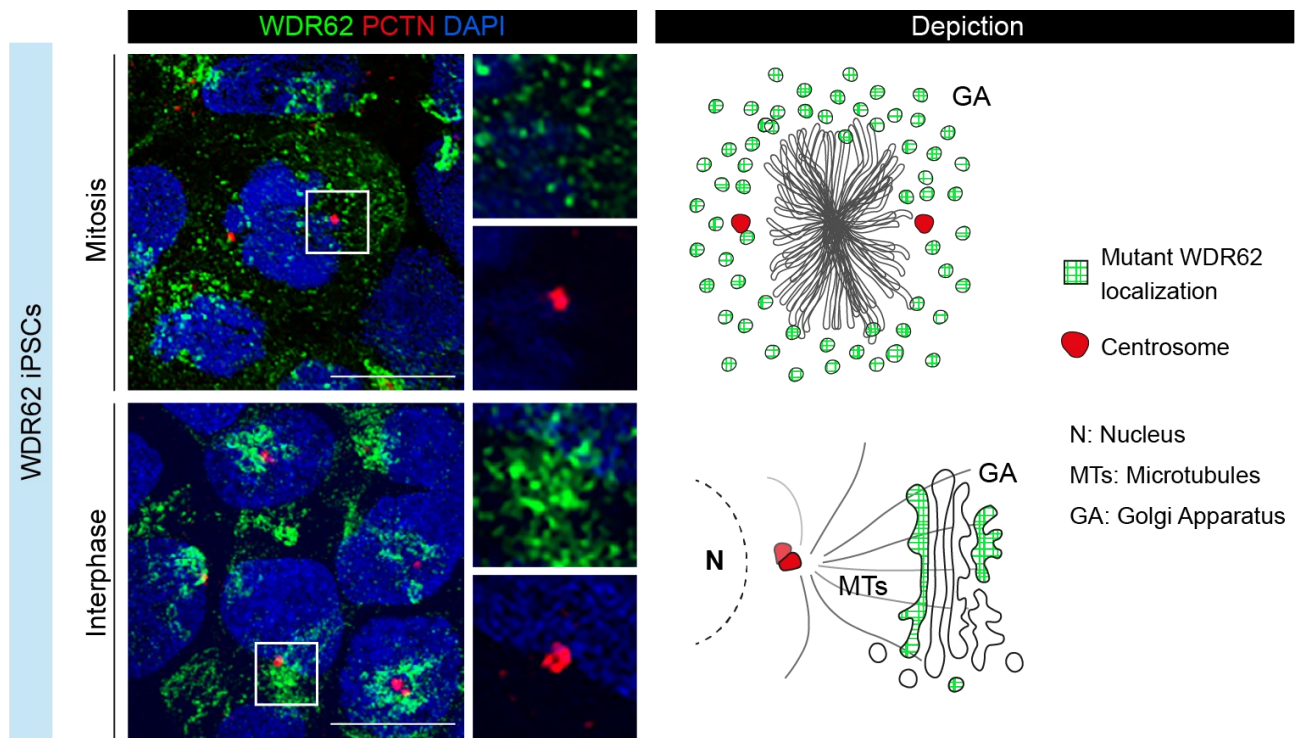 WDR62 PCTN DAPI
Depiction
WDR62 iPSCs
Mitosis
GA
Mutant WDR62
localization
Centrosome
Interphase
N
MTs
GA
N: Nucleus
MTs: Microtubules
GA: Golgi Apparatus